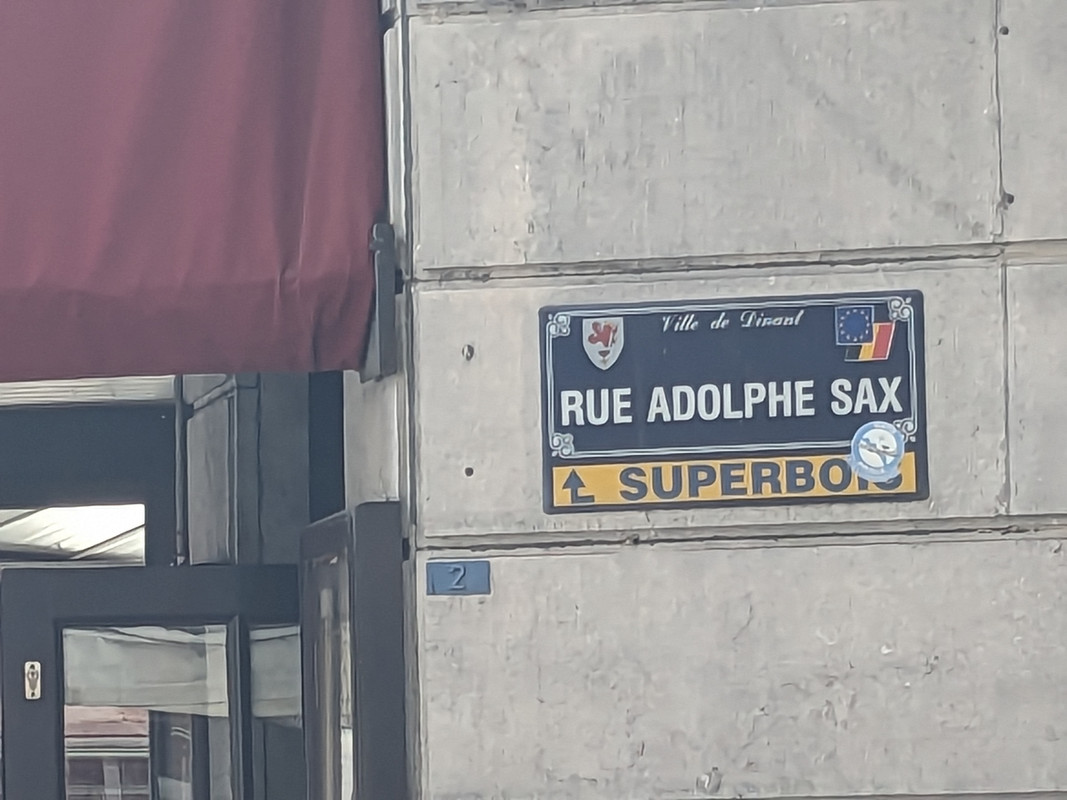 Ville de Dinant
RUE ADOLPHE SAX
SUPERBOIS
2